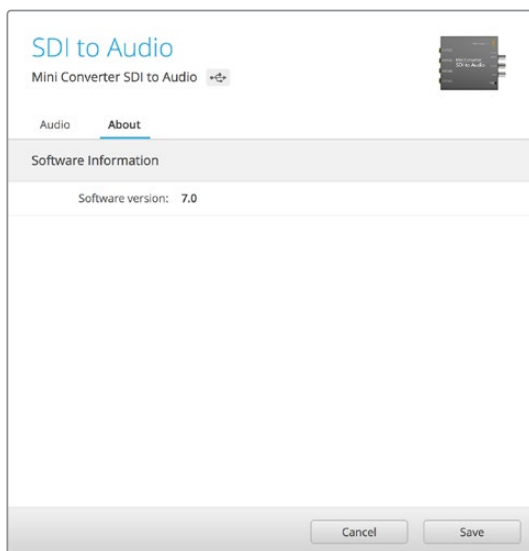 SDI to Audio
Mini Converter SDI to Audio
Audio About
Software Information
Software version: 7.0
Cancel Save